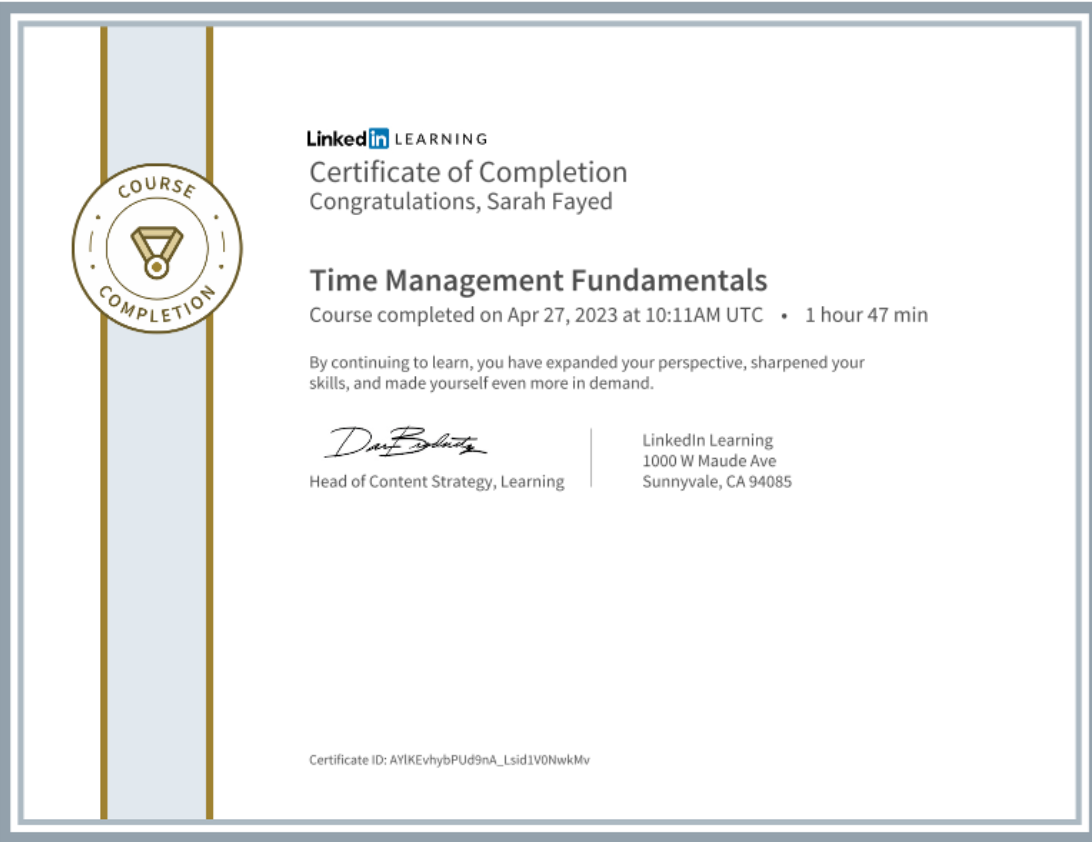 COURSE
COMPLETION
Linked in LEARNING
Certificate of Completion
Congratulations, Sarah Fayed
Time Management Fundamentals
Course completed on Apr 27, 2023 at 10:11AM UTC • 1 hour 47 min
By continuing to learn, you have expanded your perspective, sharpened your
skills, and made yourself even more in demand.
Head of Content Strategy, Learning
LinkedIn Learning
1000 W Maude Ave
Sunnyvale, CA 94085
Certificate ID: AYlKEvhybPUd9nA_Lsid1V0NwkMv